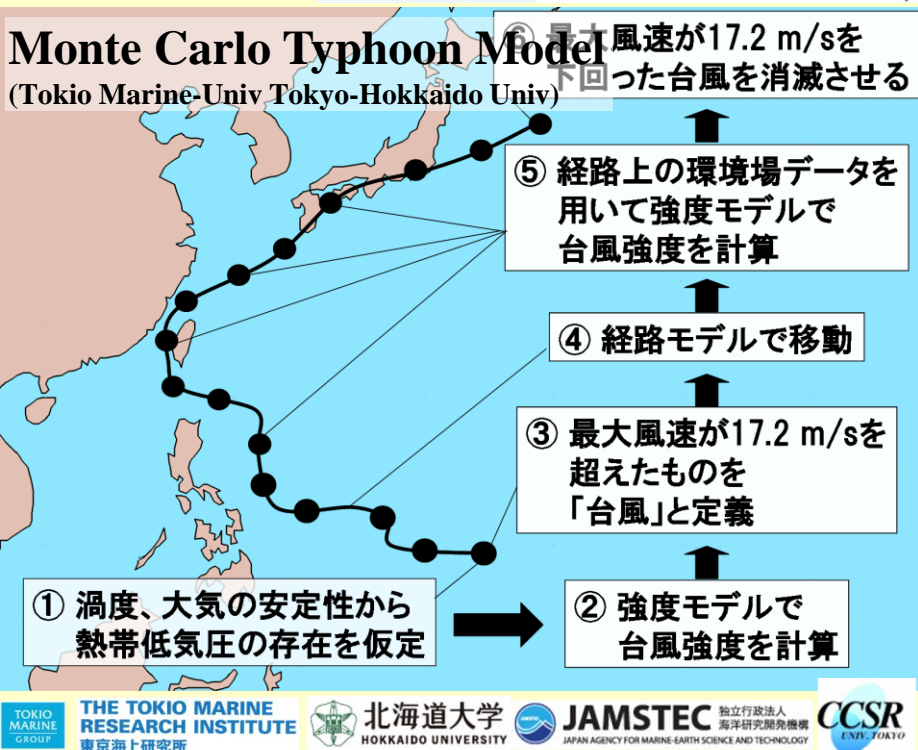 Monte Carlo Typhoon Model
(Tokio Marine-Univ Tokyo-Hokkaido Univ)
⑥ 最大風速が17.2 m/sを
下回った台風を消滅させる
⑤ 経路上の環境場データを
用いて強度モデルで
台風強度を計算
④ 経路モデルで移動
③ 最大風速が17.2 m/sを
超えたものを
「台風」と定義
① 渦度、大気の安定性から
熱帯低気圧の存在を仮定
② 強度モデルで
台風強度を計算
TOKIO
MARINE
GROUP
THE TOKIO MARINE
RESEARCH INSTITUTE
東京海上研究所
北海道大学
HOKKAIDO UNIVERSITY
JAMSTEC
独立行政法人
海洋研究開発機構
JAPAN AGENCY FOR MARINE-EARTH SCIENCE AND TECHNOLOGY
CCSR
UNIV. TOKYO